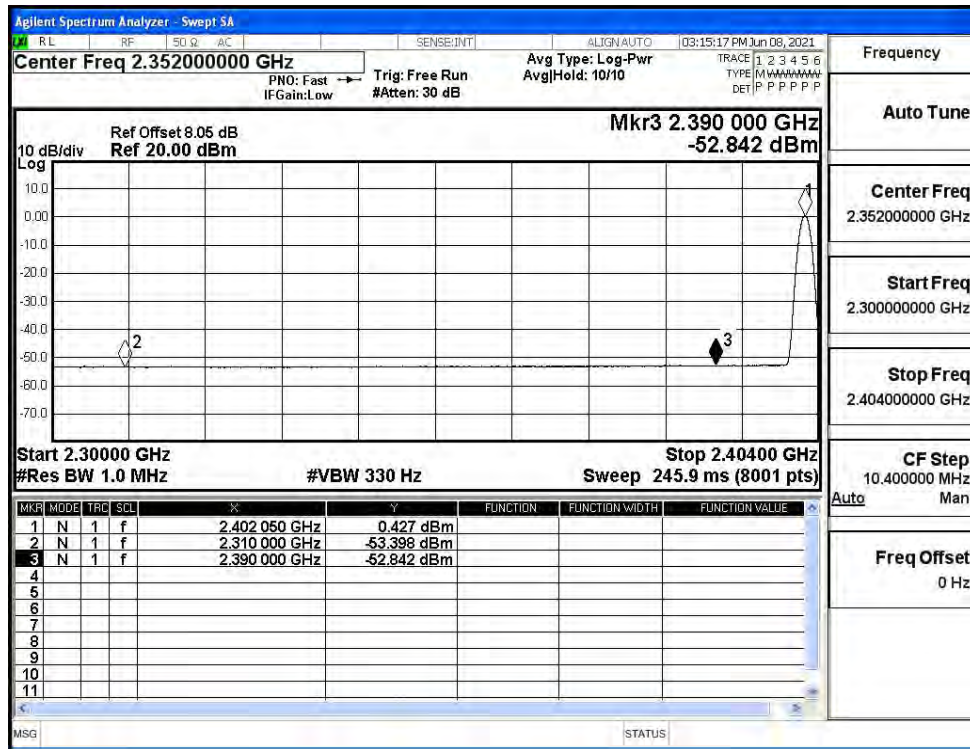 Agilent Spectrum Analyzer - Swept SA
LXI RL RF 50 Ω AC SENSE:INT ALIGN AUTO 03:15:17 PM Jun 08, 2021
Center Freq 2.352000000 GHz
PNO: Fast
IFGain:Low
Trig: Free Run
#Atten: 30 dB
Avg Type: Log-Pwr
Avg|Hold: 10/10
TRACE 1 2 3 4 5 6
TYPE M W W W W W
DET P P P P P P
Frequency
Auto Tune
Ref Offset 8.05 dB
10 dB/div Ref 20.00 dBm
Log
Mkr3 2.390 000 GHz
-52.842 dBm
10.0
0.00
-10.0
-20.0
-30.0
-40.0
-50.0
-60.0
-70.0
1
2
3
Center Freq
2.352000000 GHz
Start Freq
2.300000000 GHz
Stop Freq
2.404000000 GHz
CF Step
10.400000 MHz
Auto Man
Freq Offset
0 Hz
Start 2.30000 GHz Stop 2.40400 GHz
#Res BW 1.0 MHz #VBW 330 Hz Sweep 245.9 ms (8001 pts)
MKR MODE TRC SCL X Y FUNCTION FUNCTION WIDTH FUNCTION VALUE
1 N 1 f 2.402 050 GHz 0.427 dBm
2 N 1 f 2.310 000 GHz -53.398 dBm
3 N 1 f 2.390 000 GHz -52.842 dBm
4
5
6
7
8
9
10
11
MSG STATUS